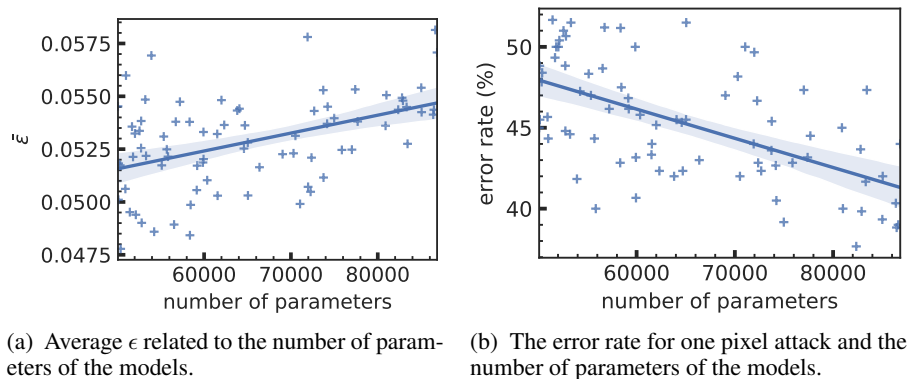 0.0575
0.0550
0.0525
0.0500
0.0475
ε̄
60000 70000 80000
number of parameters
50
45
40
error rate (%)
60000 70000 80000
number of parameters
(a) Average ϵ related to the number of param-
eters of the models.
(b) The error rate for one pixel attack and the
number of parameters of the models.